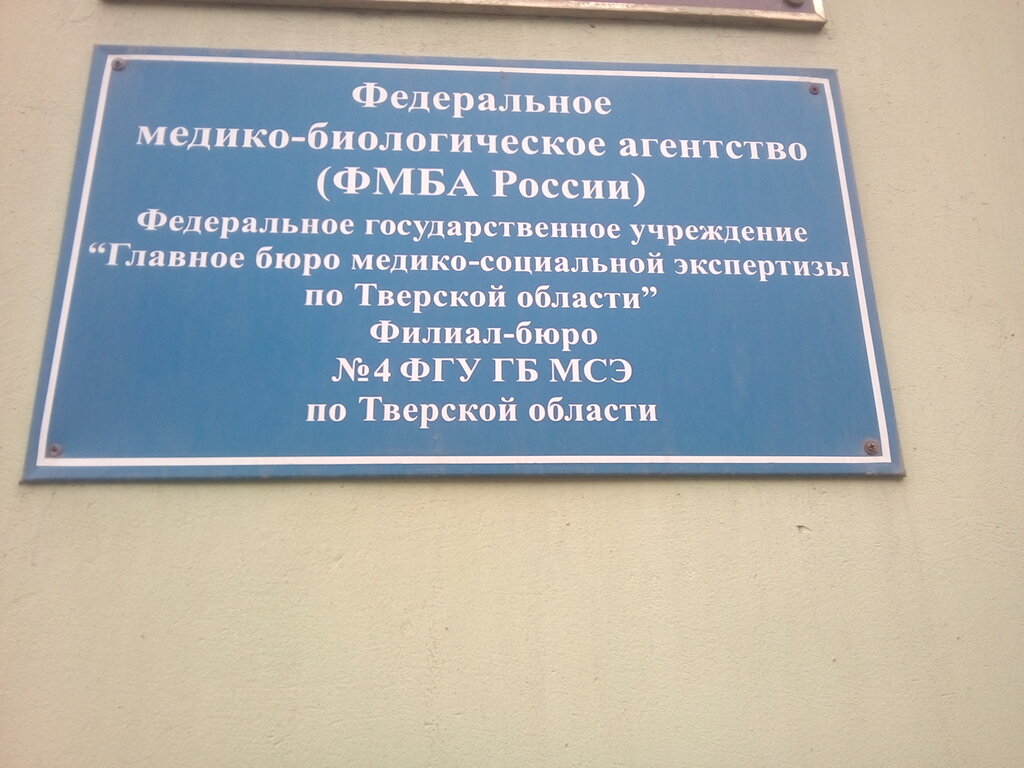 Федеральное
медико-биологическое агентство
(ФМБА России)
Федеральное государственное учреждение
“Главное бюро медико-социальной экспертизы
по Тверской области”
Филиал-бюро
№4 ФГУ ГБ МСЭ
по Тверской области